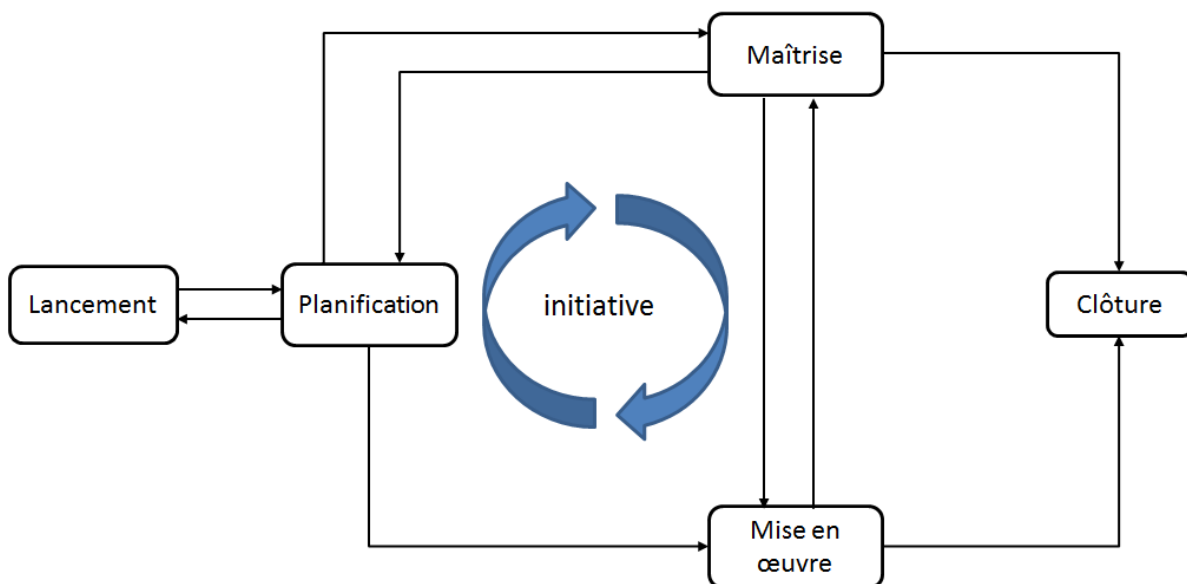 Maîtrise
Lancement
Planification
initiative
Clôture
Mise en
œuvre